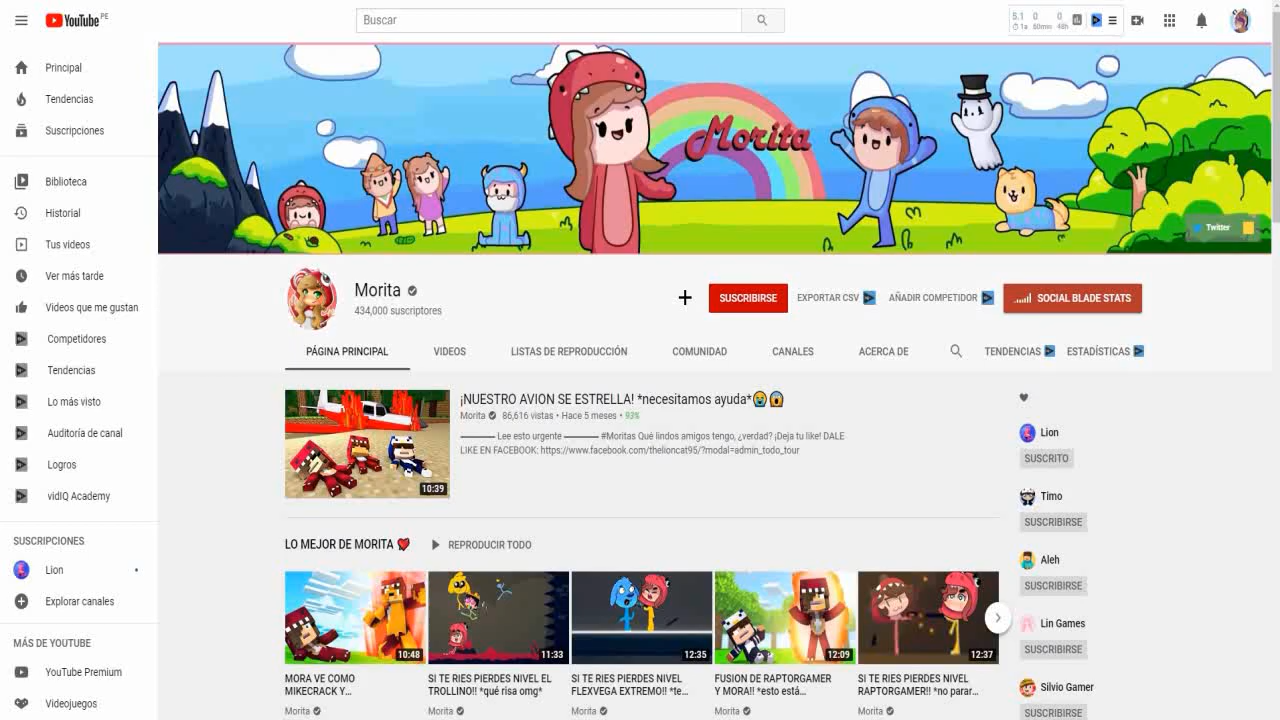 YouTube PE
Buscar
5.1 0 0
1s 60min 48h
Principal
Tendencias
Suscripciones
Biblioteca
Historial
Tus videos
Ver más tarde
Videos que me gustan
Competidores
Tendencias
Lo más visto
Auditoría de canal
Logros
vidIQ Academy
SUSCRIPCIONES
Lion
Explorar canales
MÁS DE YOUTUBE
YouTube Premium
Videojuegos
Morita
Twitter
Morita
434,000 suscriptores
SUSCRIBIRSE
EXPORTAR CSV
AÑADIR COMPETIDOR
SOCIAL BLADE STATS
PÁGINA PRINCIPAL VIDEOS LISTAS DE REPRODUCCIÓN COMUNIDAD CANALES ACERCA DE TENDENCIAS ESTADÍSTICAS
10:39
¡NUESTRO AVION SE ESTRELLA! *necesitamos ayuda*😭😱
Morita 86,616 vistas • Hace 5 meses • 93%
———— Lee esto urgente ———— #Moritas Qué lindos amigos tengo, ¿verdad? ¡Deja tu like! DALE
LIKE EN FACEBOOK: https://www.facebook.com/thelioncat95/?modal=admin_todo_tour
LO MEJOR DE MORITA ❤️ REPRODUCIR TODO
10:48
MORA VE COMO
MIKECRACK Y...
Morita
11:33
SI TE RIES PIERDES NIVEL EL
TROLLINO!! *qué risa omg*
Morita
12:35
SI TE RIES PIERDES NIVEL
FLEXVEGA EXTREMO!! *te...
Morita
12:09
FUSION DE RAPTORGAMER
Y MORA!! *esto está...
Morita
12:37
SI TE RIES PIERDES NIVEL
RAPTORGAMER!! *no parar...
Morita
♥
Lion
SUSCRITO
Timo
SUSCRIBIRSE
Aleh
SUSCRIBIRSE
Lin Games
SUSCRIBIRSE
Silvio Gamer
SUSCRIBIRSE